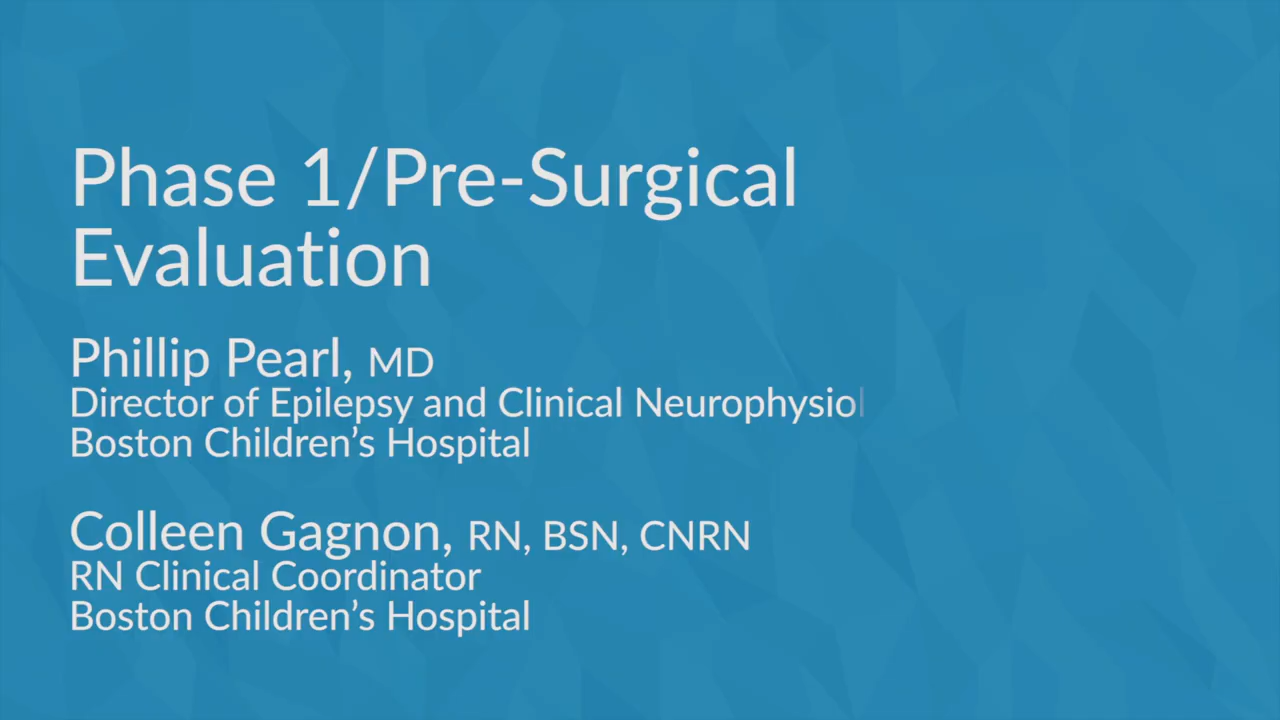 Phase 1/Pre-Surgical
Evaluation
Phillip Pearl, MD
Director of Epilepsy and Clinical Neurophysiol
Boston Children’s Hospital
Colleen Gagnon, RN, BSN, CNRN
RN Clinical Coordinator
Boston Children’s Hospital